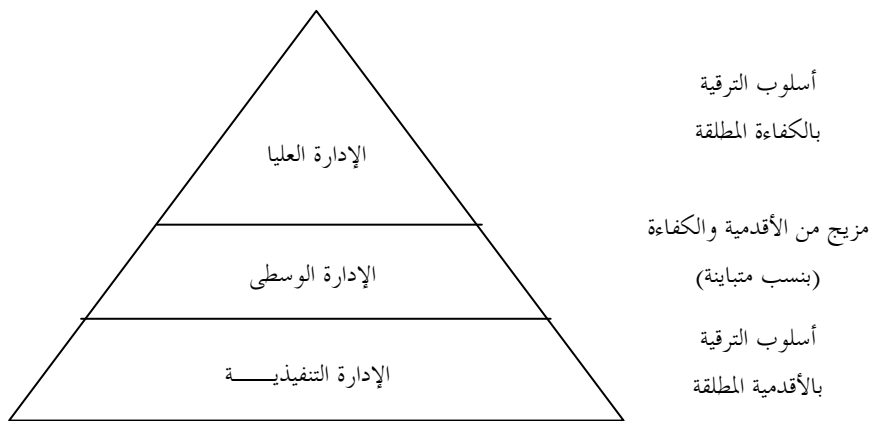 أسلوب الترقية
بالكفاءة المطلقة
الإدارة العليا
مزيج من الأقدمية والكفاءة
(بنسب متباينة)
الإدارة الوسطى
أسلوب الترقية
بالأقدمية المطلقة
الإدارة التنفيذيـــــة